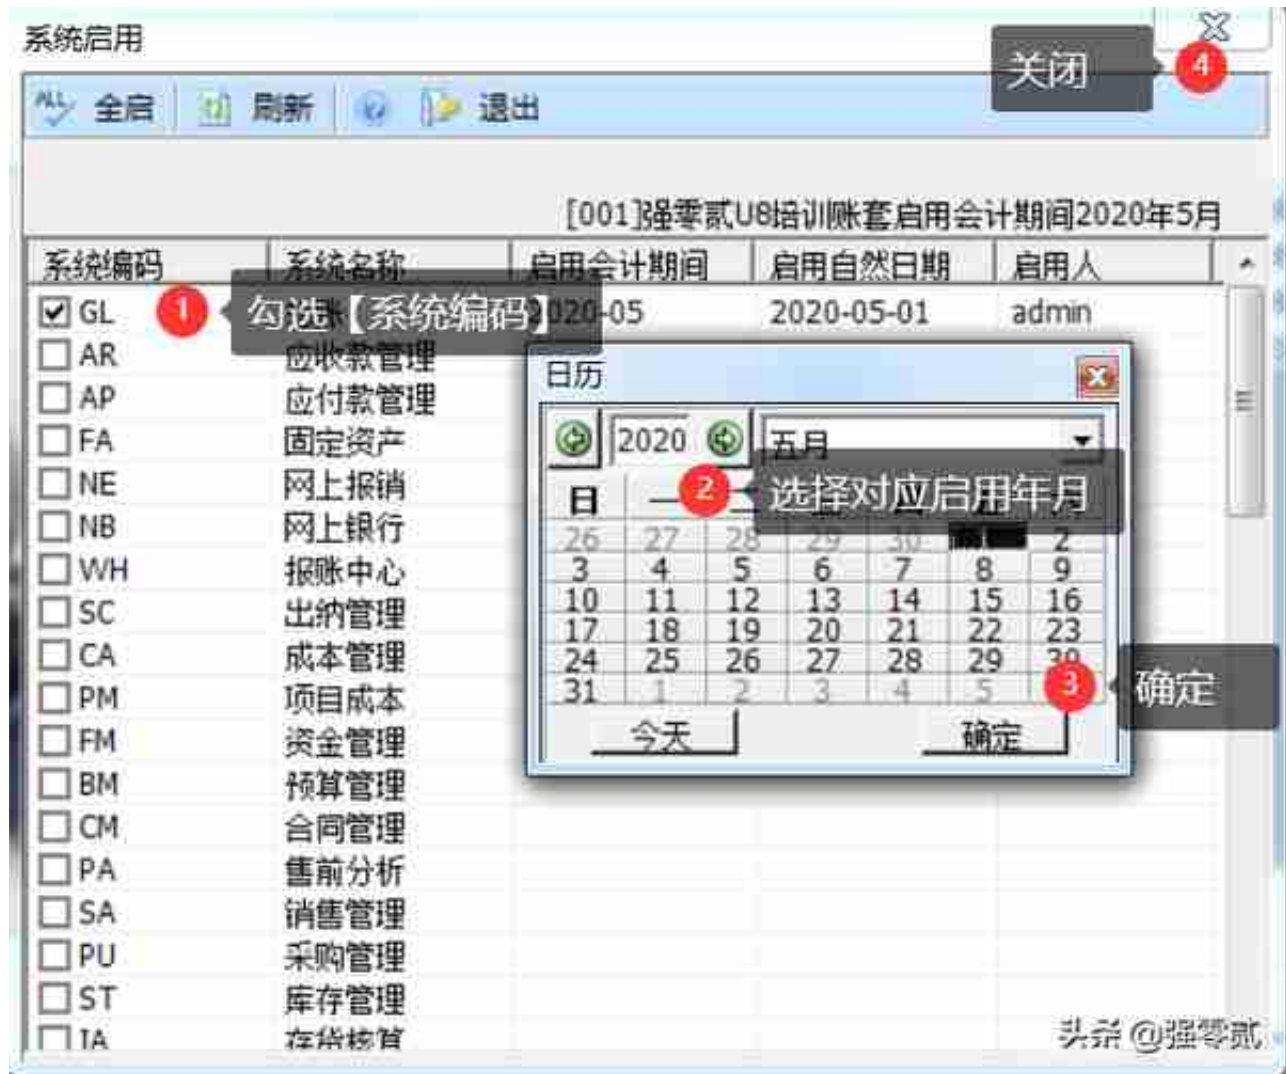 系统启用
关闭
4
ALL 全启 刷新 退出
[001]强零贰U8培训账套启用会计期间2020年5月
系统编码 系统名称 启用会计期间 启用自然日期 启用人
GL 1 勾选【系统编码】 2020-05 2020-05-01 admin
AR 应收款管理
AP 应付款管理
FA 固定资产
NE 网上报销
NB 网上银行
WH 报账中心
SC 出纳管理
CA 成本管理
PM 项目成本
FM 资金管理
BM 预算管理
CM 合同管理
PA 售前分析
SA 销售管理
PU 采购管理
ST 库存管理
IA 存货核算
日历
2020 五月
2 选择对应启用年月
日 一 二
26 27 28 29 30 2
3 4 5 6 7 8 9
10 11 12 13 14 15 16
17 18 19 20 21 22 23
24 25 26 27 28 29 30
31 1 2 3 4 5
3 确定
今天 确定
头条 @强零贰